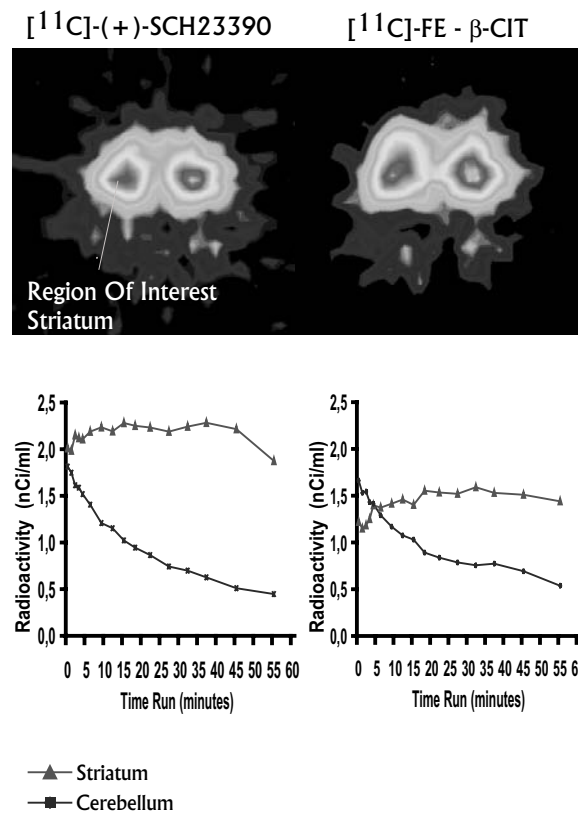 [11C]-(+)-SCH23390
[11C]-FE - β-CIT
Region Of Interest
Striatum
Radioactivity (nCi/ml)
2,5
2,0
1,5
1,0
0,5
0,0
0 5 10 15 20 25 30 35 40 45 55 60
Time Run (minutes)
Radioactivity (nCi/ml)
2,5
2,0
1,5
1,0
0,5
0,0
0 5 10 15 20 25 30 35 40 45 55 6
Time Run (minutes)
Striatum
Cerebellum